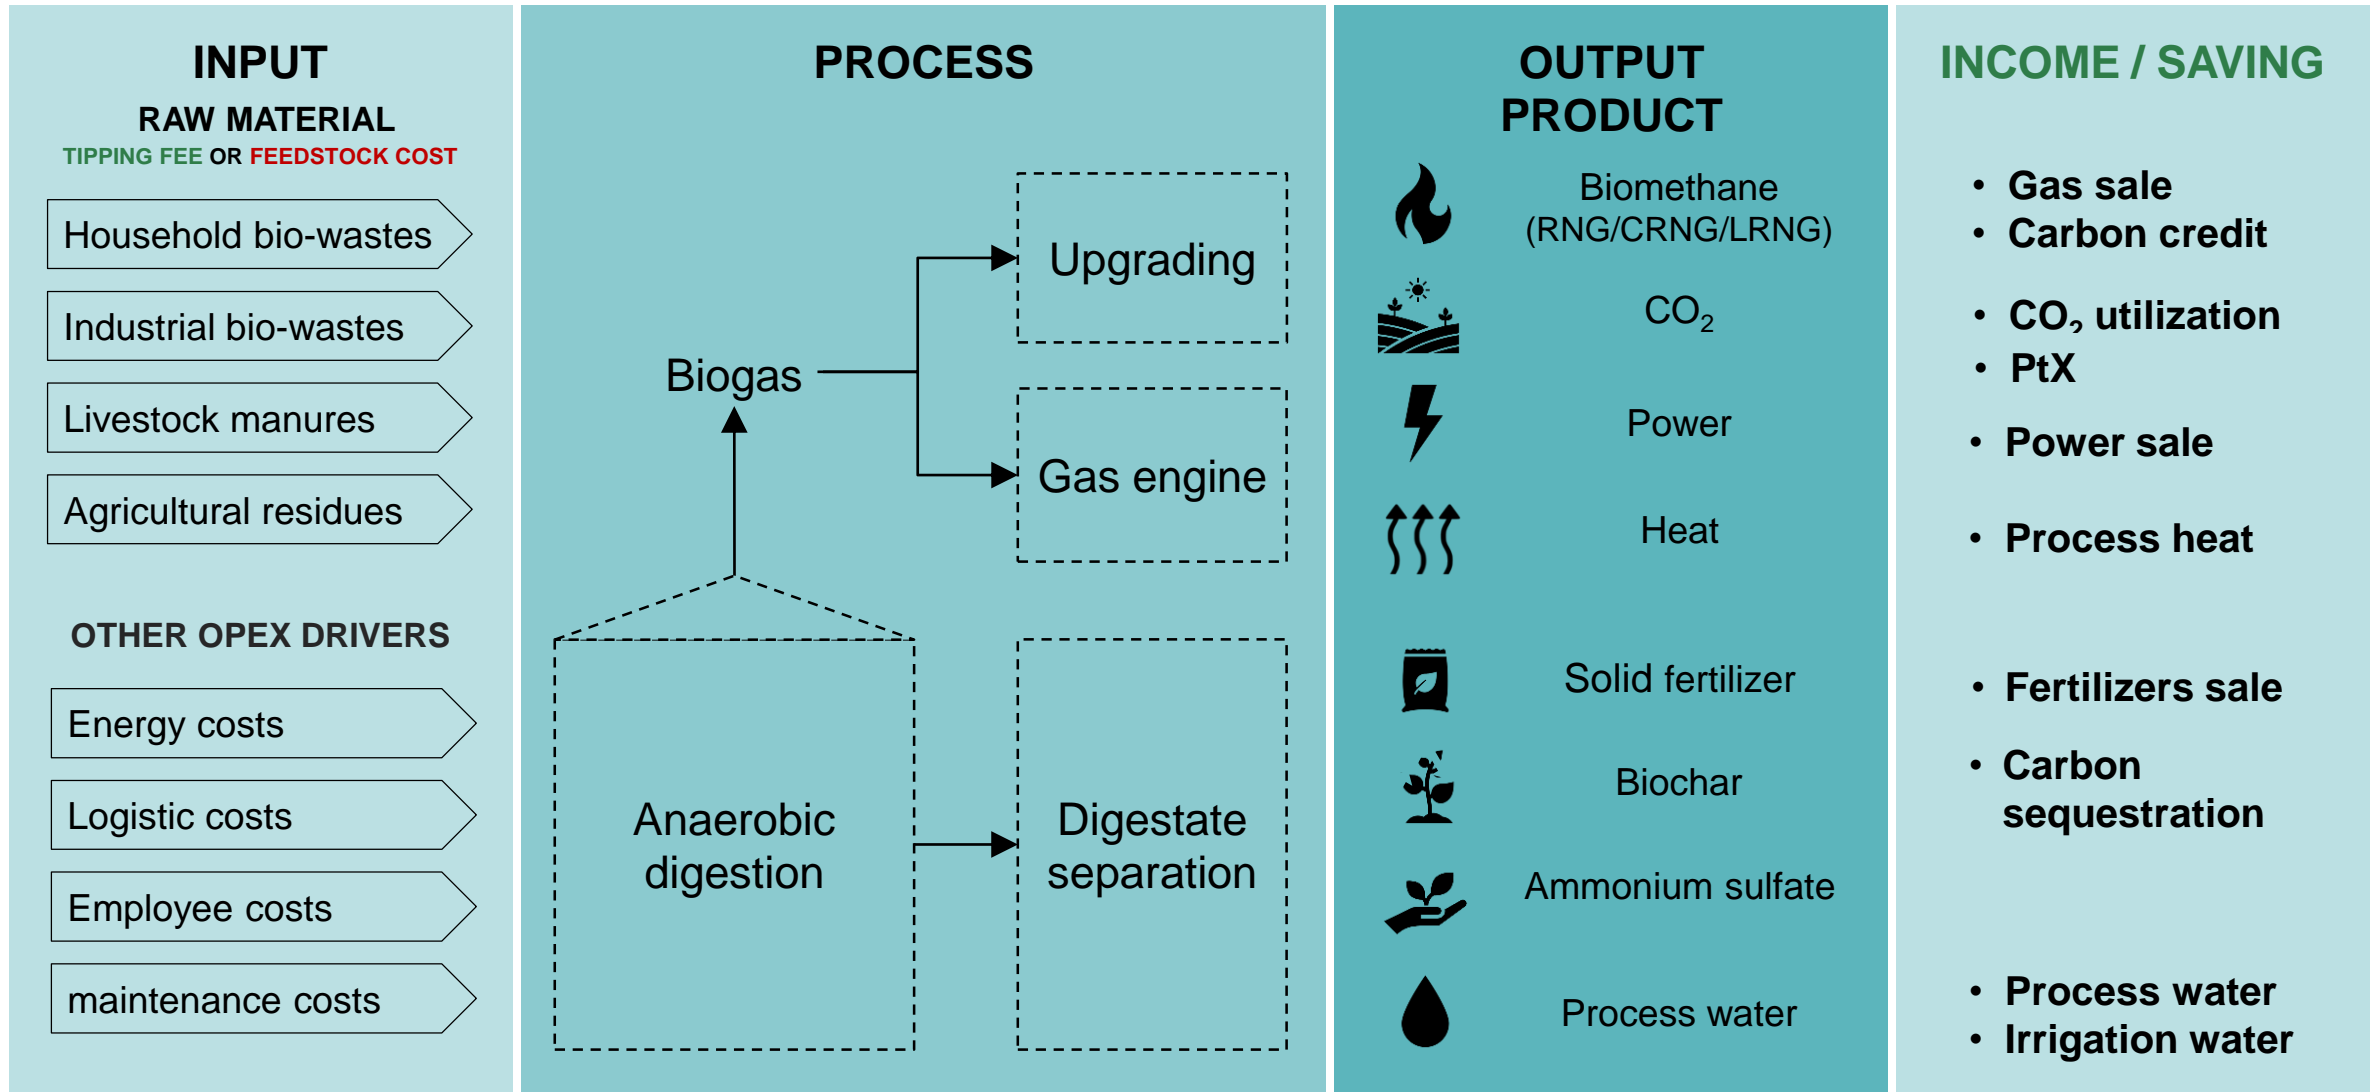 INPUT
RAW MATERIAL
TIPPING FEE OR FEEDSTOCK COST
Household bio-wastes
Industrial bio-wastes
Livestock manures
Agricultural residues
OTHER OPEX DRIVERS
Energy costs
Logistic costs
Employee costs
maintenance costs
PROCESS
Upgrading
Biogas
Gas engine
Anaerobic
digestion
Digestate
separation
OUTPUT
PRODUCT
Biomethane
(RNG/CRNG/LRNG)
CO₂
Power
Heat
Solid fertilizer
Biochar
Ammonium sulfate
Process water
INCOME / SAVING
• Gas sale
• Carbon credit
• CO₂ utilization
• PtX
• Power sale
• Process heat
• Fertilizers sale
• Carbon
sequestration
• Process water
• Irrigation water